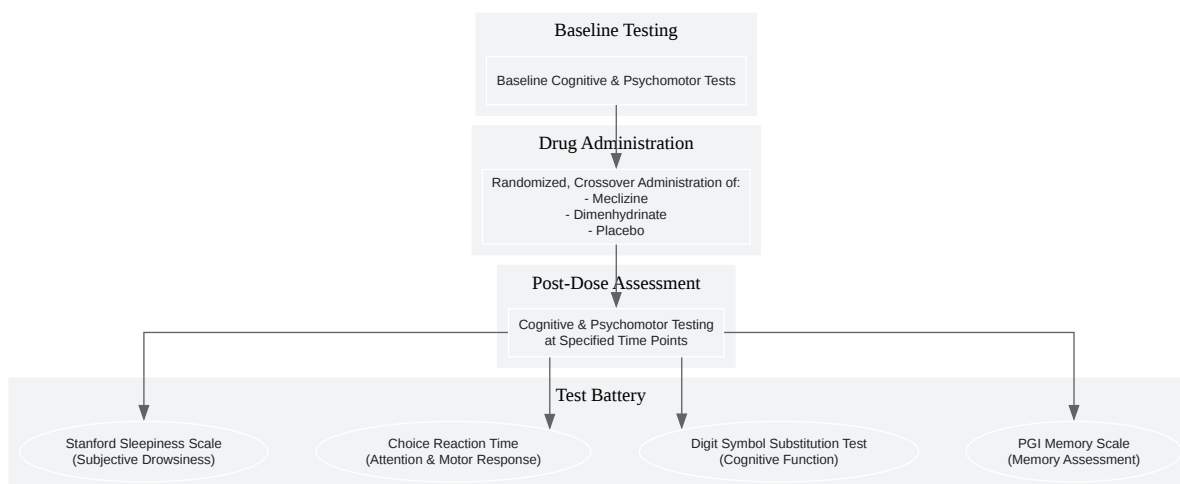 Baseline Testing
Baseline Cognitive & Psychomotor Tests
Drug Administration
Randomized, Crossover Administration of:
- Meclizine
- Dimenhydrinate
- Placebo
Post-Dose Assessment
Cognitive & Psychomotor Testing
at Specified Time Points
Test Battery
Stanford Sleepiness Scale
(Subjective Drowsiness)
Choice Reaction Time
(Attention & Motor Response)
Digit Symbol Substitution Test
(Cognitive Function)
PGI Memory Scale
(Memory Assessment)